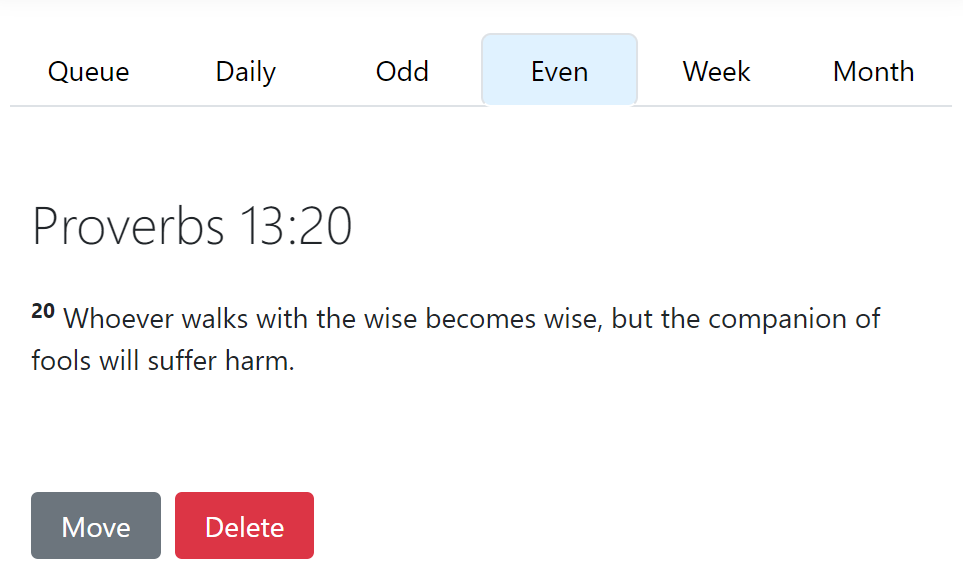 Queue Daily Odd Even Week Month
Proverbs 13:20
20 Whoever walks with the wise becomes wise, but the companion of
fools will suffer harm.
Move Delete